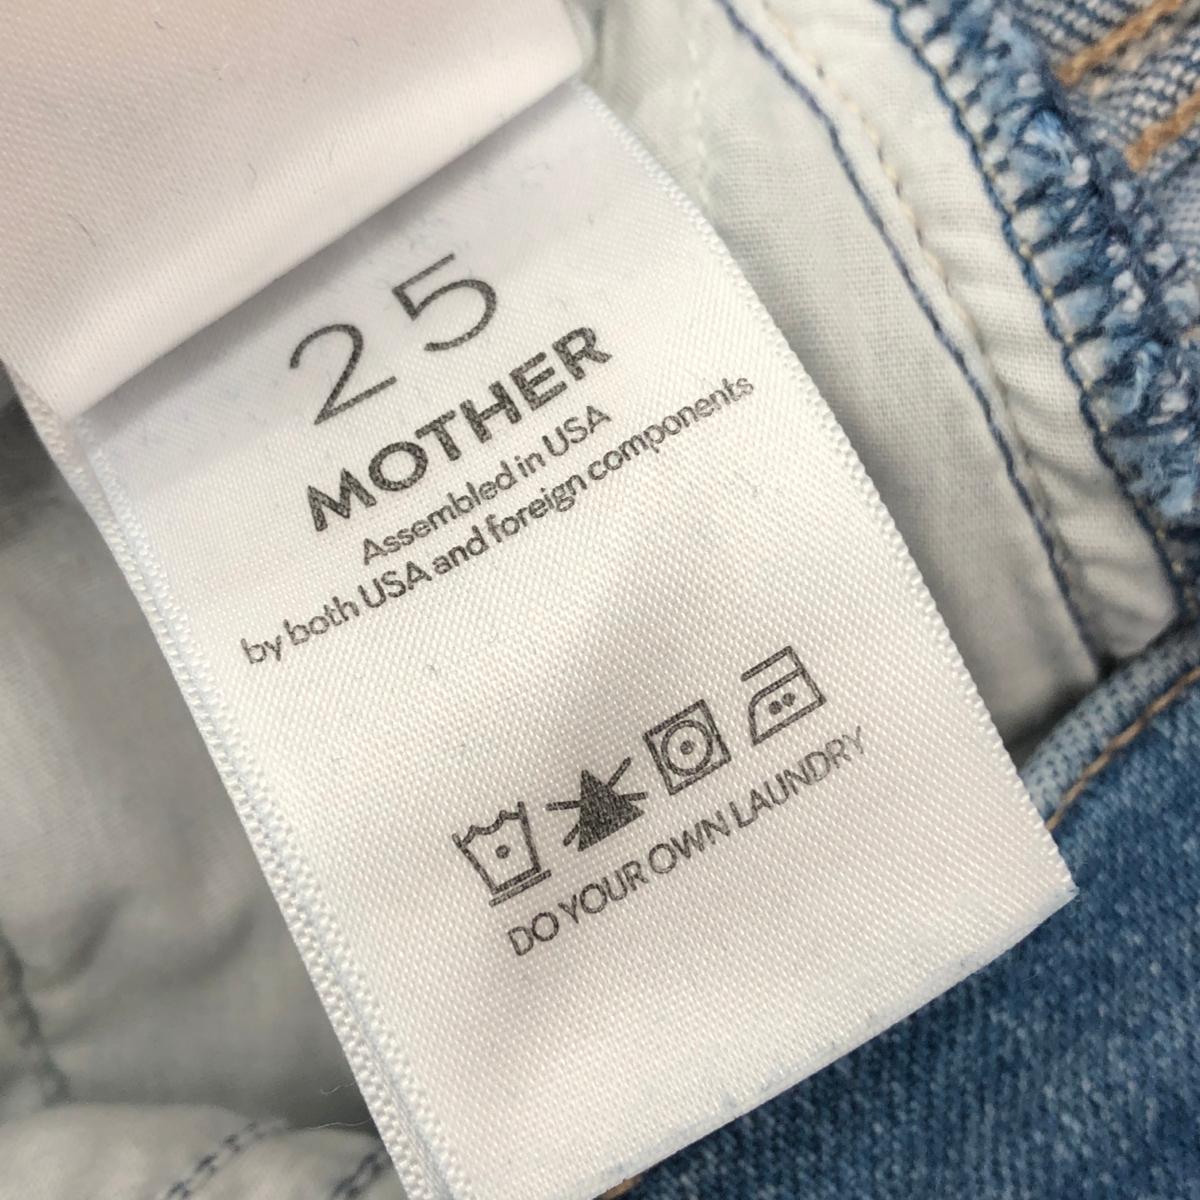 25
MOTHER
Assembled in USA
by both USA and foreign components
DO YOUR OWN LAUNDRY